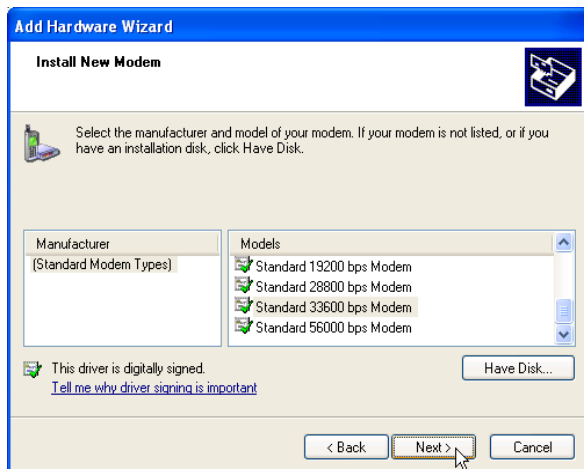 Add Hardware Wizard
Install New Modem
Select the manufacturer and model of your modem. If your modem is not listed, or if you
have an installation disk, click Have Disk.
Manufacturer
(Standard Modem Types)
Models
Standard 19200 bps Modem
Standard 28800 bps Modem
Standard 33600 bps Modem
Standard 56000 bps Modem
This driver is digitally signed.
Tell me why driver signing is important
Have Disk...
< Back
Next >
Cancel